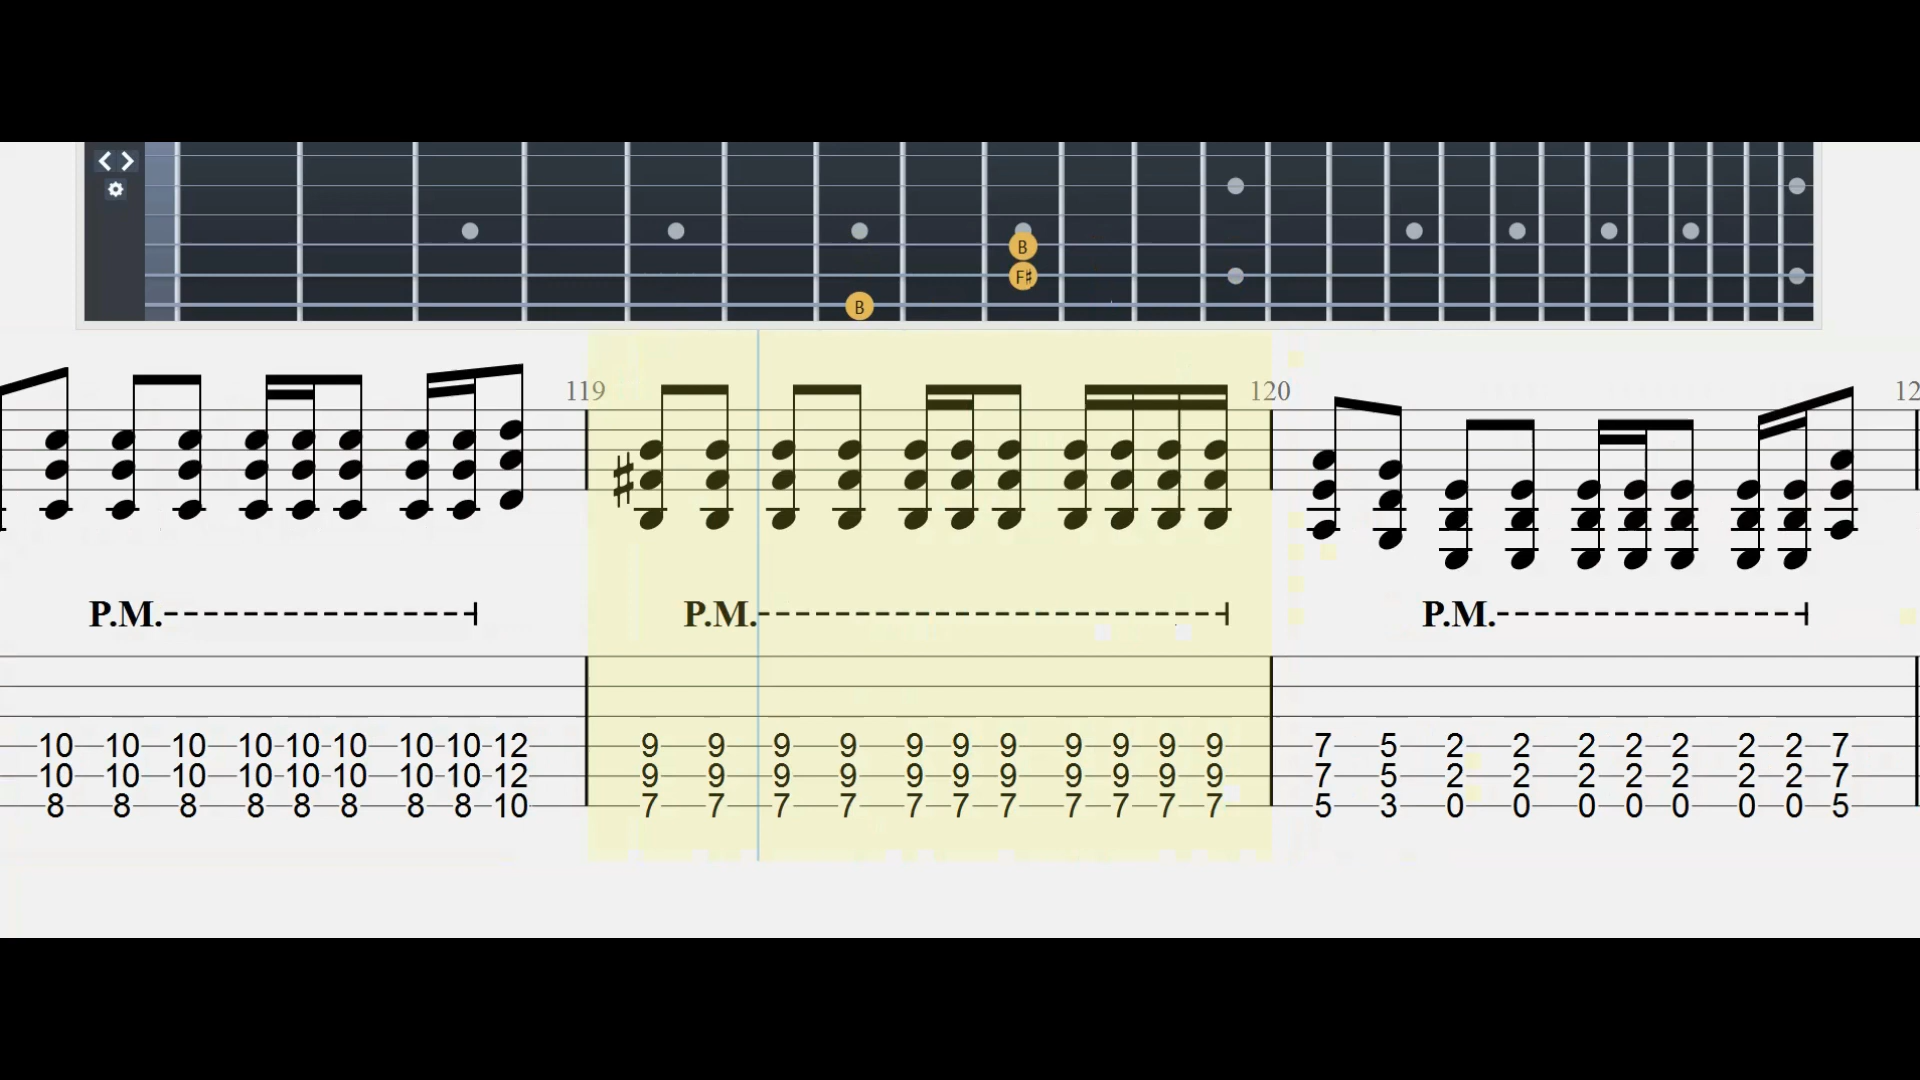 B
F♯
B
119
120
12
P.M. P.M. P.M.
10 10 10 10 10 10 10 10 12 9 9 9 9 9 9 9 9 9 9 9 7 5 2 2 2 2 2 2 2 7
10 10 10 10 10 10 10 10 12 9 9 9 9 9 9 9 9 9 9 9 7 5 2 2 2 2 2 2 2 7
8 8 8 8 8 8 8 8 10 7 7 7 7 7 7 7 7 7 7 7 5 3 0 0 0 0 0 0 0 5